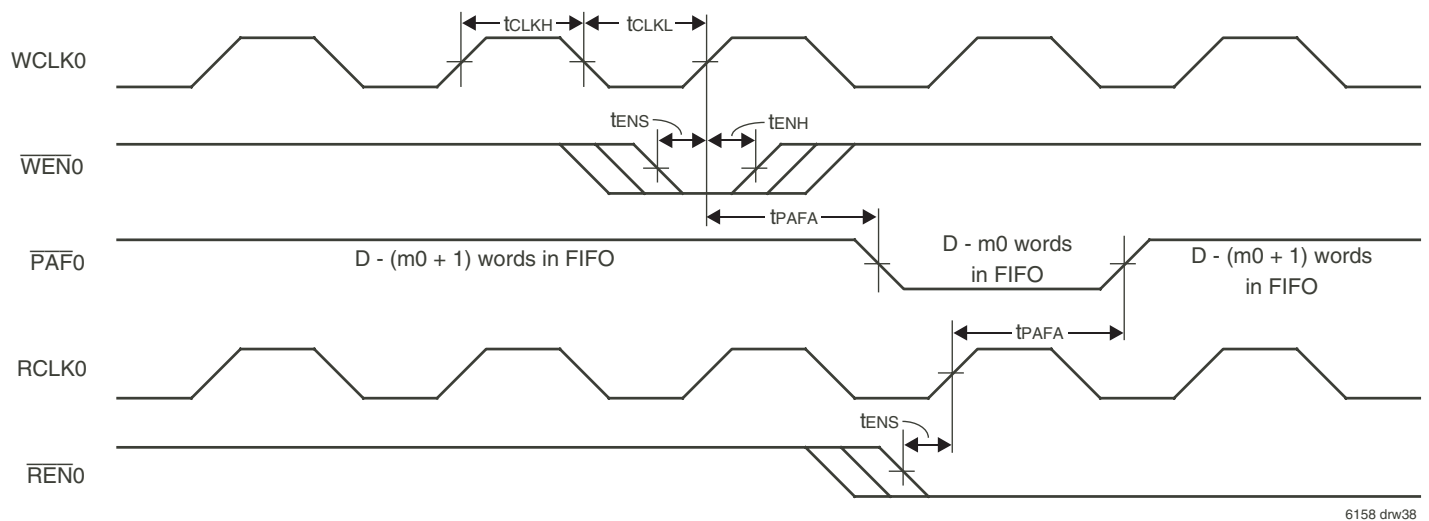 tCLKH
tCLKL
WCLK0
tENS
tENH
WEN0
tPAFA
PAF0
D - (m0 + 1) words in FIFO
D - m0 words
in FIFO
D - (m0 + 1) words
in FIFO
tPAFA
RCLK0
tENS
REN0
6158 drw38